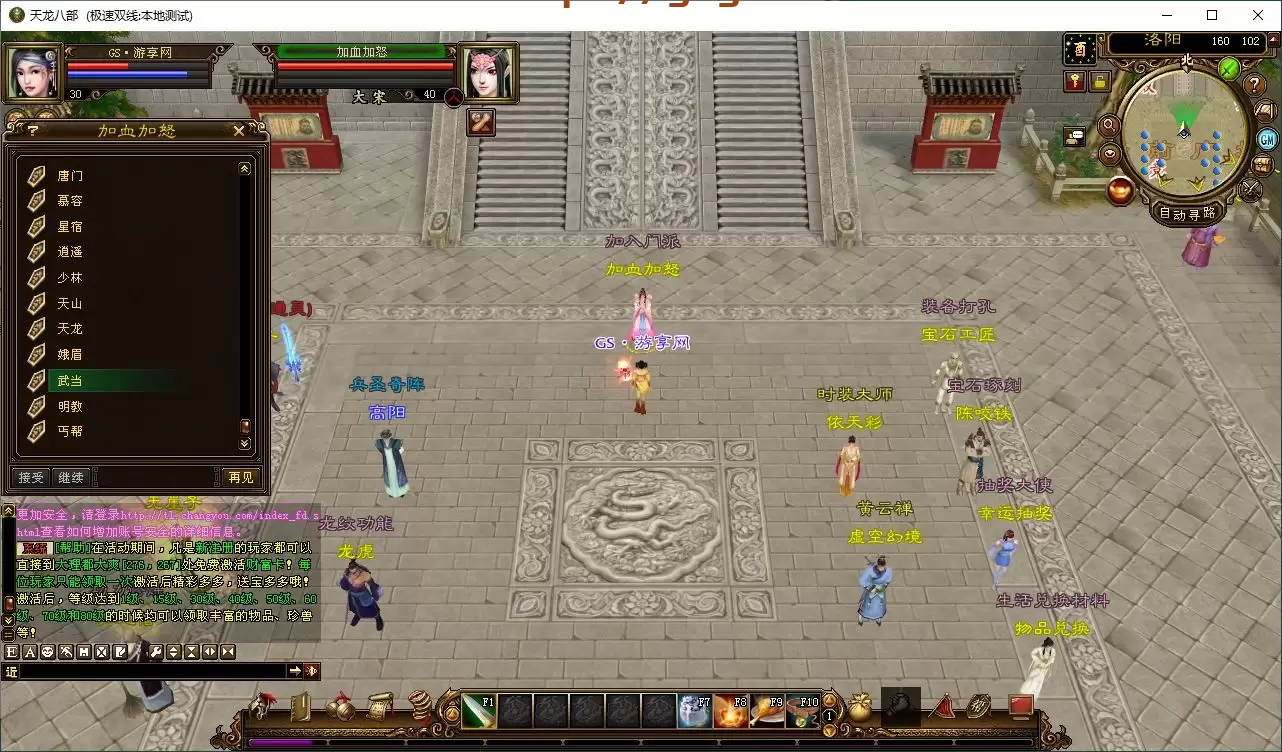 天龙八部 (极速双线:本地测试)
GS·游享网
30
加血加怒
大宋
40
洛阳
160 102
北
酉
GM
自动寻路
? 加血加怒
唐门
慕容
星宿
逍遥
少林
天山
天龙
娥眉
武当
明教
丐帮
接受
继续
再见
加入门派
加血加怒
GS·游享网
装备打孔
宝石工匠
宝石琢刻
陈咬铁
兵圣奇阵
高阳
时装大师
依天彩
抽奖大使
幸运抽奖
黄云禅
虚空幻境
龙纹功能
龙虎
生活兑换材料
物品兑换
无崖子
更加安全，请登录http://tl.changyou.com/index_fd.s
html查看如何增加账号安全的详细信息。
系统 [帮助]在活动期间，凡是新注册的玩家都可以
直接到大理都大爽[276，267]处免费激活财富卡！每
位玩家只能领取一次激活后精彩多多，送宝多多哦！
激活后，等级达到1级、15级、30级、40级、50级、60
级、70级和80级的时候均可以领取丰富的物品、珍兽
等！
近
F1
F7
F8
F9
F10
1